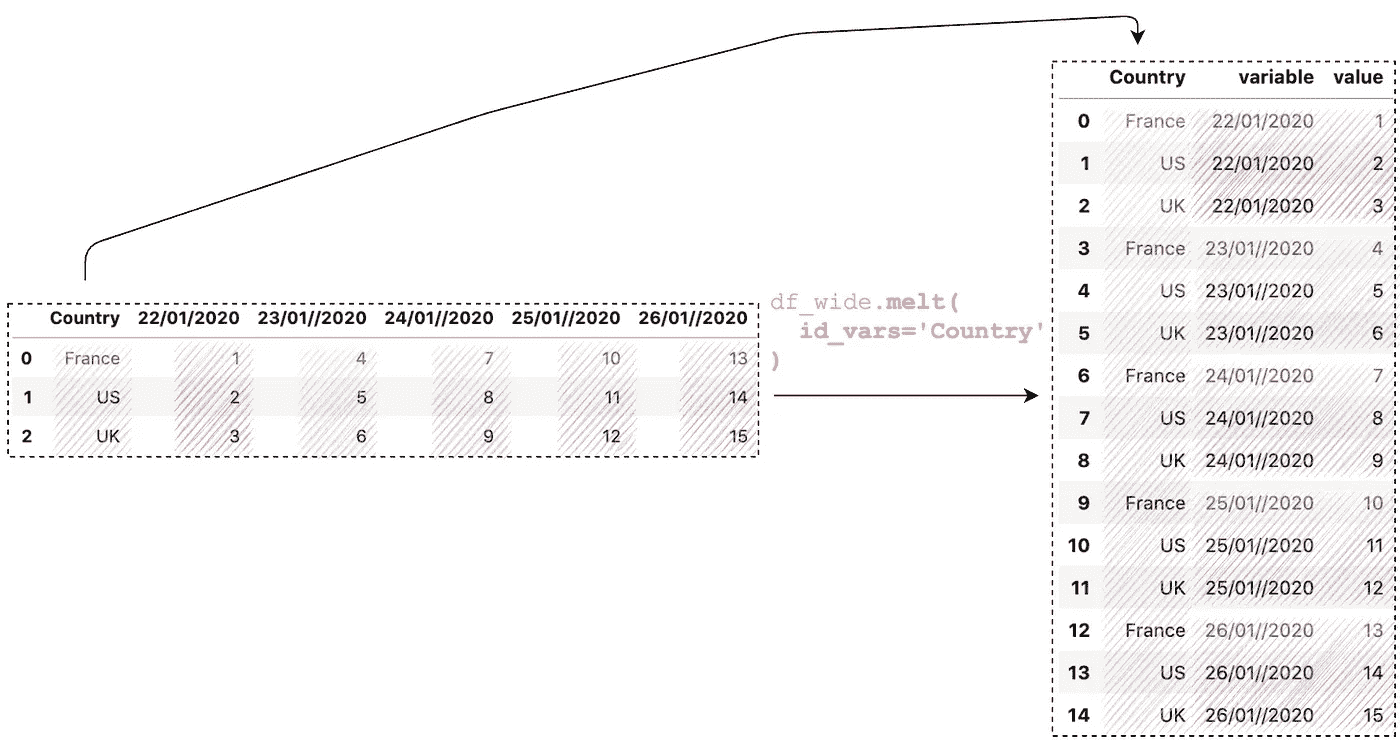 Country 22/01/2020 23/01//2020 24/01//2020 25/01//2020 26/01//2020
0 France 1 4 7 10 13
1 US 2 5 8 11 14
2 UK 3 6 9 12 15
df_wide.melt(
id_vars='Country'
)
Country variable value
0 France 22/01/2020 1
1 US 22/01/2020 2
2 UK 22/01/2020 3
3 France 23/01//2020 4
4 US 23/01//2020 5
5 UK 23/01//2020 6
6 France 24/01//2020 7
7 US 24/01//2020 8
8 UK 24/01//2020 9
9 France 25/01//2020 10
10 US 25/01//2020 11
11 UK 25/01//2020 12
12 France 26/01//2020 13
13 US 26/01//2020 14
14 UK 26/01//2020 15